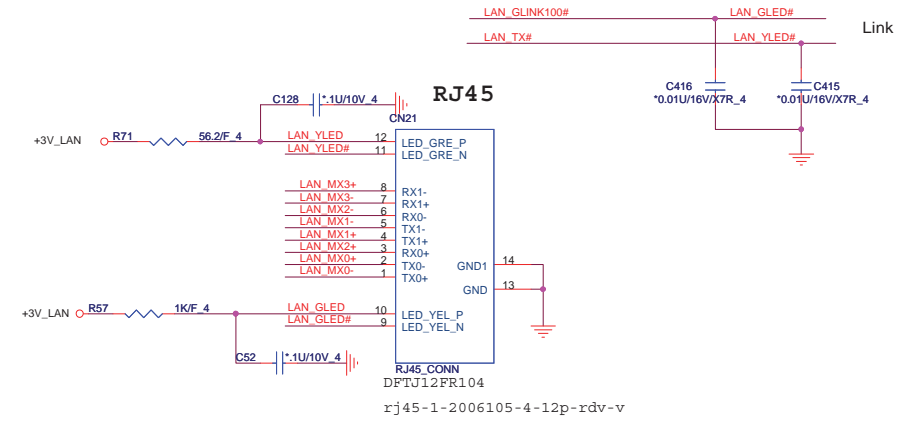 LAN_GLINK100# LAN_GLED#
Link
LAN_TX# LAN_YLED#
C416 C415
*0.01U/16V/X7R_4 *0.01U/16V/X7R_4
RJ45
C128 *.1U/10V_4
CN21
+3V_LAN R71 56.2/F_4 LAN_YLED 12 LED_GRE_P
LAN_YLED# 11 LED_GRE_N
LAN_MX3+ 8 RX1-
LAN_MX3- 7 RX1+
LAN_MX2- 6 RX0-
LAN_MX1- 5 TX1-
LAN_MX1+ 4 TX1+
LAN_MX2+ 3 RX0+
LAN_MX0+ 2 TX0- GND1 14
LAN_MX0- 1 TX0+
GND 13
+3V_LAN R57 1K/F_4 LAN_GLED 10 LED_YEL_P
LAN_GLED# 9 LED_YEL_N
C52 *.1U/10V_4
RJ45_CONN
DFTJ12FR104
rj45-1-2006105-4-12p-rdv-v